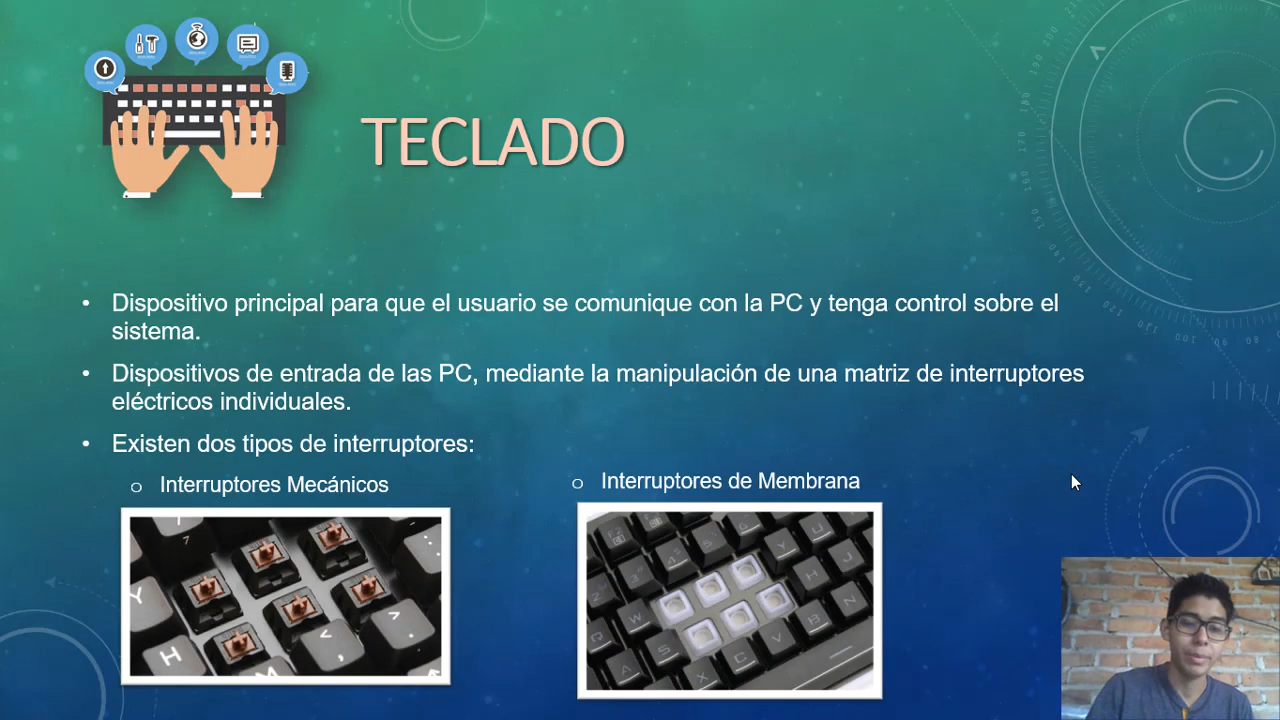 TECLADO
• Dispositivo principal para que el usuario se comunique con la PC y tenga control sobre el
sistema.
• Dispositivos de entrada de las PC, mediante la manipulación de una matriz de interruptores
eléctricos individuales.
• Existen dos tipos de interruptores:
o Interruptores Mecánicos
o Interruptores de Membrana